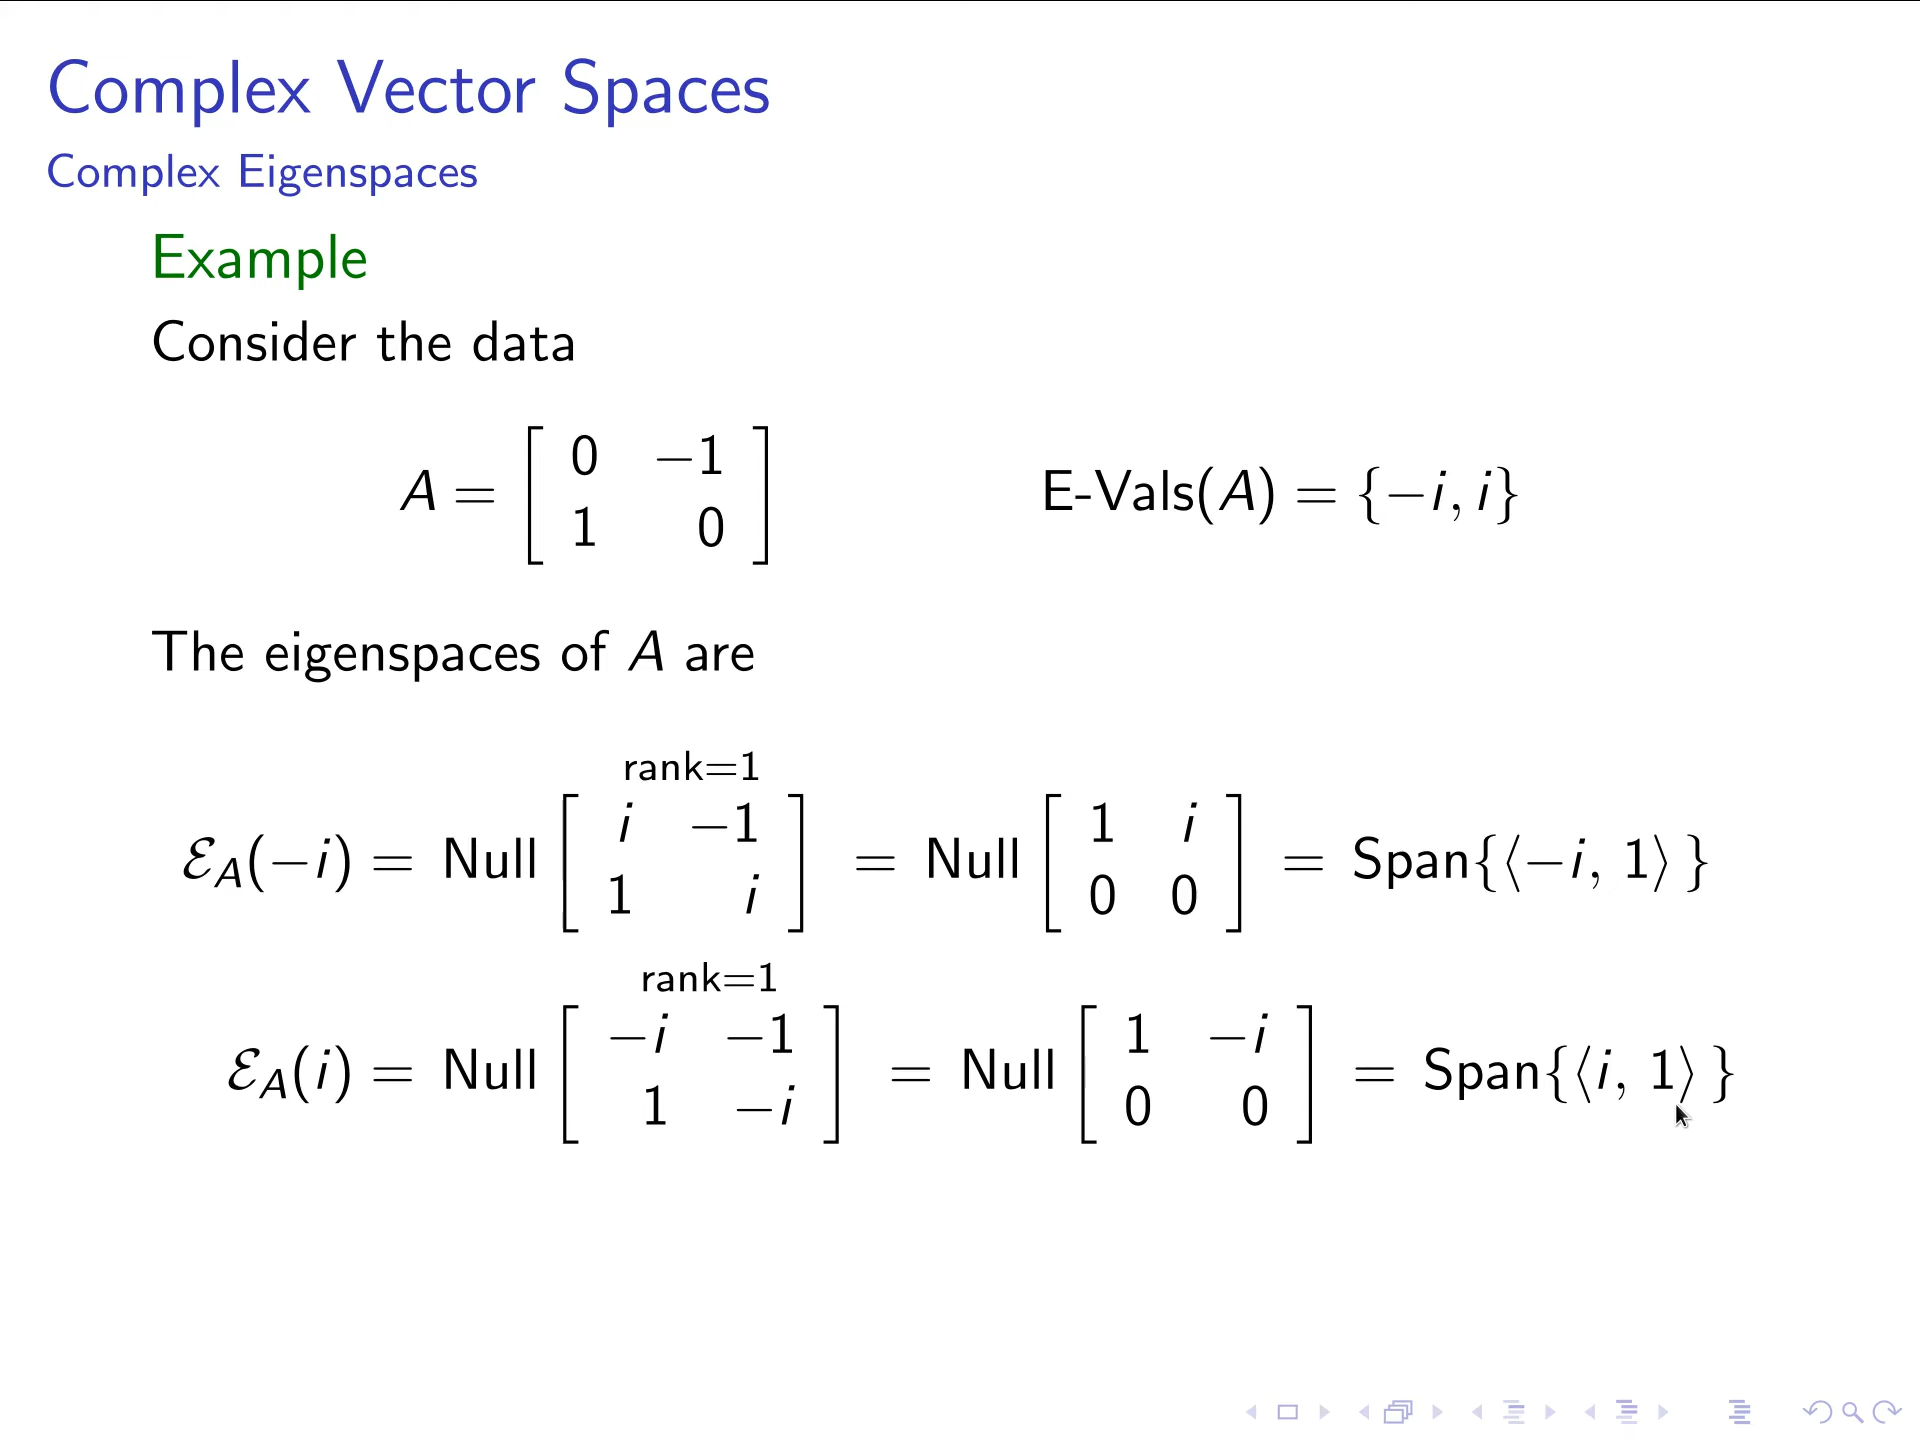 Complex Vector Spaces
Complex Eigenspaces
Example
Consider the data
A = [ 0 −1 ; 1 0 ]   E-Vals(A) = {−i, i}
The eigenspaces of A are
rank=1
ℰ_A(−i) = Null [ i −1 ; 1 i ] = Null [ 1 i ; 0 0 ] = Span{⟨−i, 1⟩}
rank=1
ℰ_A(i) = Null [ −i −1 ; 1 −i ] = Null [ 1 −i ; 0 0 ] = Span{⟨i, 1⟩}